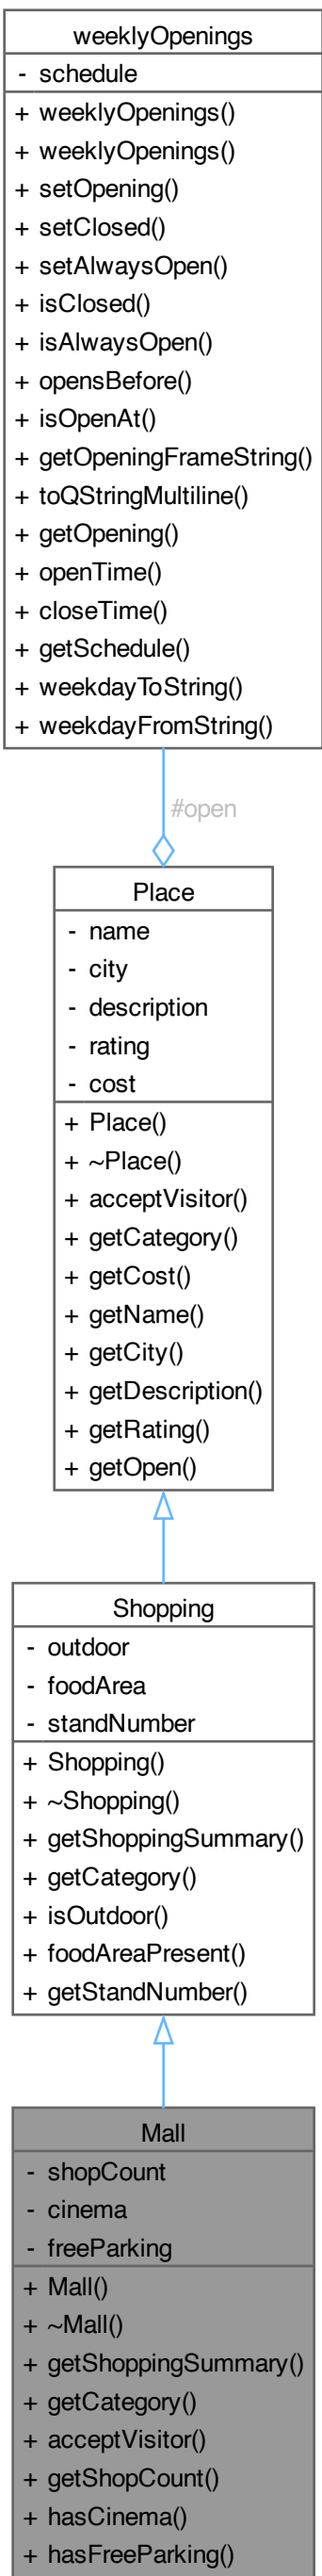 weeklyOpenings
- schedule
+ weeklyOpenings()
+ weeklyOpenings()
+ setOpening()
+ setClosed()
+ setAlwaysOpen()
+ isClosed()
+ isAlwaysOpen()
+ opensBefore()
+ isOpenAt()
+ getOpeningFrameString()
+ toQStringMultiline()
+ getOpening()
+ openTime()
+ closeTime()
+ getSchedule()
+ weekdayToString()
+ weekdayFromString()
#open
Place
- name
- city
- description
- rating
- cost
+ Place()
+ ~Place()
+ acceptVisitor()
+ getCategory()
+ getCost()
+ getName()
+ getCity()
+ getDescription()
+ getRating()
+ getOpen()
Shopping
- outdoor
- foodArea
- standNumber
+ Shopping()
+ ~Shopping()
+ getShoppingSummary()
+ getCategory()
+ isOutdoor()
+ foodAreaPresent()
+ getStandNumber()
Mall
- shopCount
- cinema
- freeParking
+ Mall()
+ ~Mall()
+ getShoppingSummary()
+ getCategory()
+ acceptVisitor()
+ getShopCount()
+ hasCinema()
+ hasFreeParking()